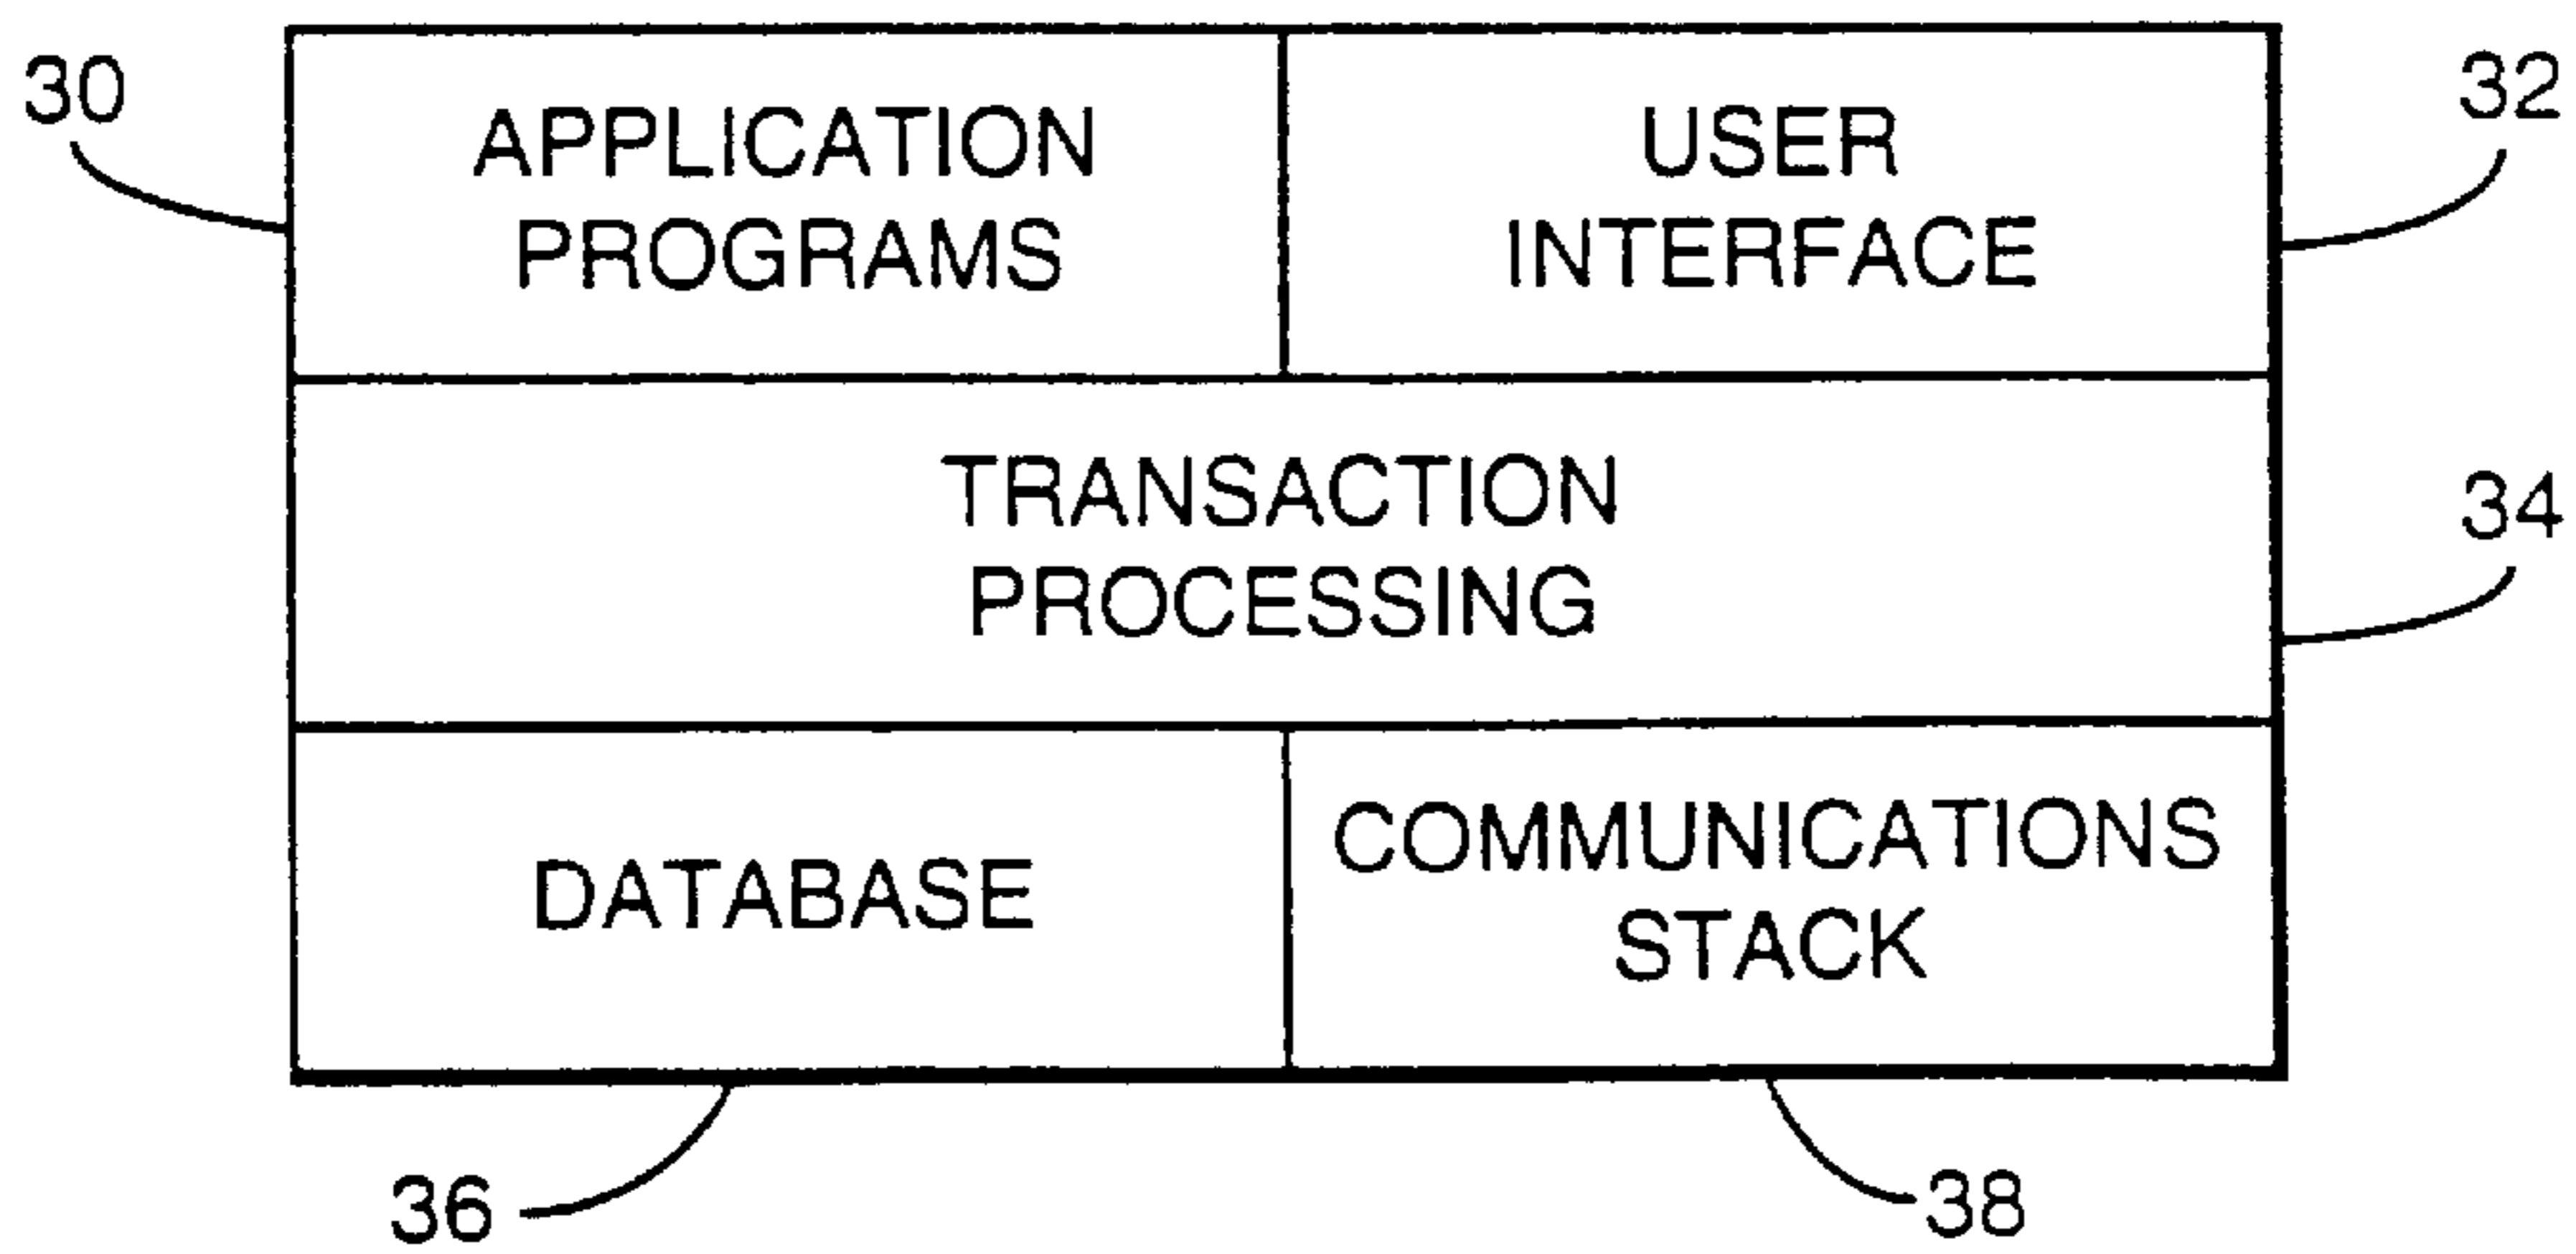 30
APPLICATION
PROGRAMS
USER
INTERFACE
32
TRANSACTION
PROCESSING
34
DATABASE
COMMUNICATIONS
STACK
36
38